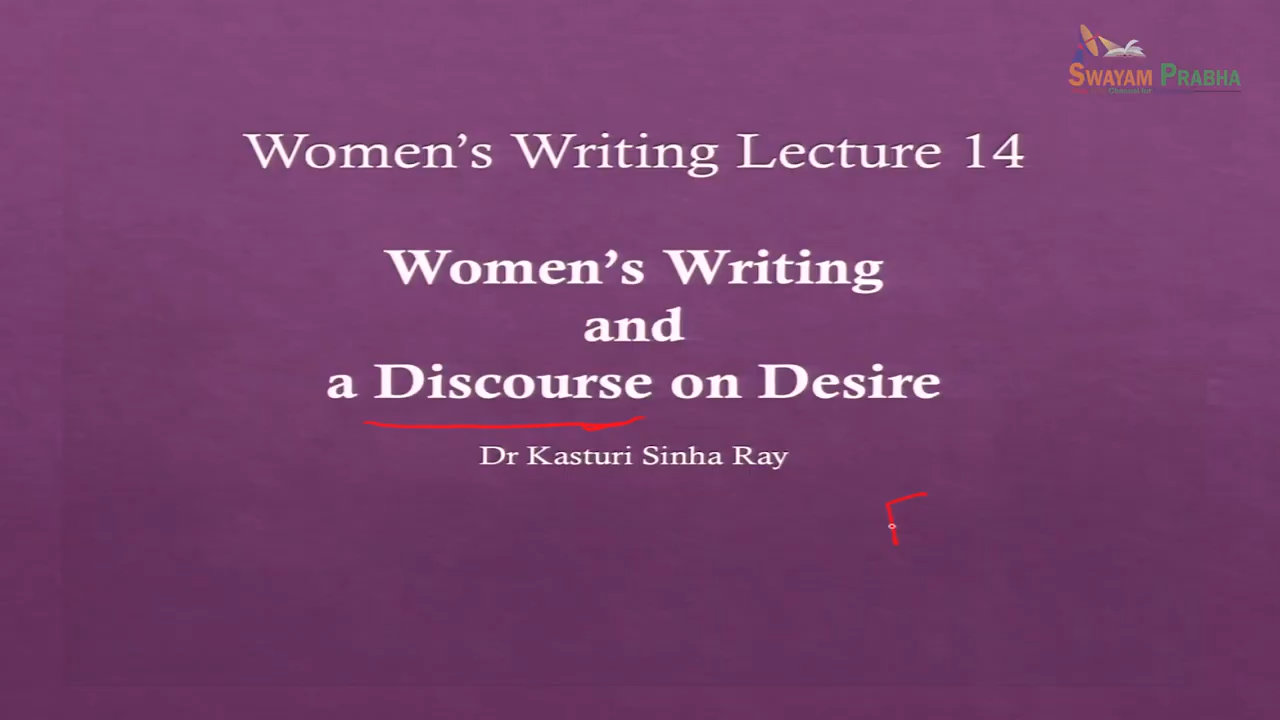 SWAYAM PRABHA
Women's Writing Lecture 14
Women's Writing
and
a Discourse on Desire
Dr Kasturi Sinha Ray